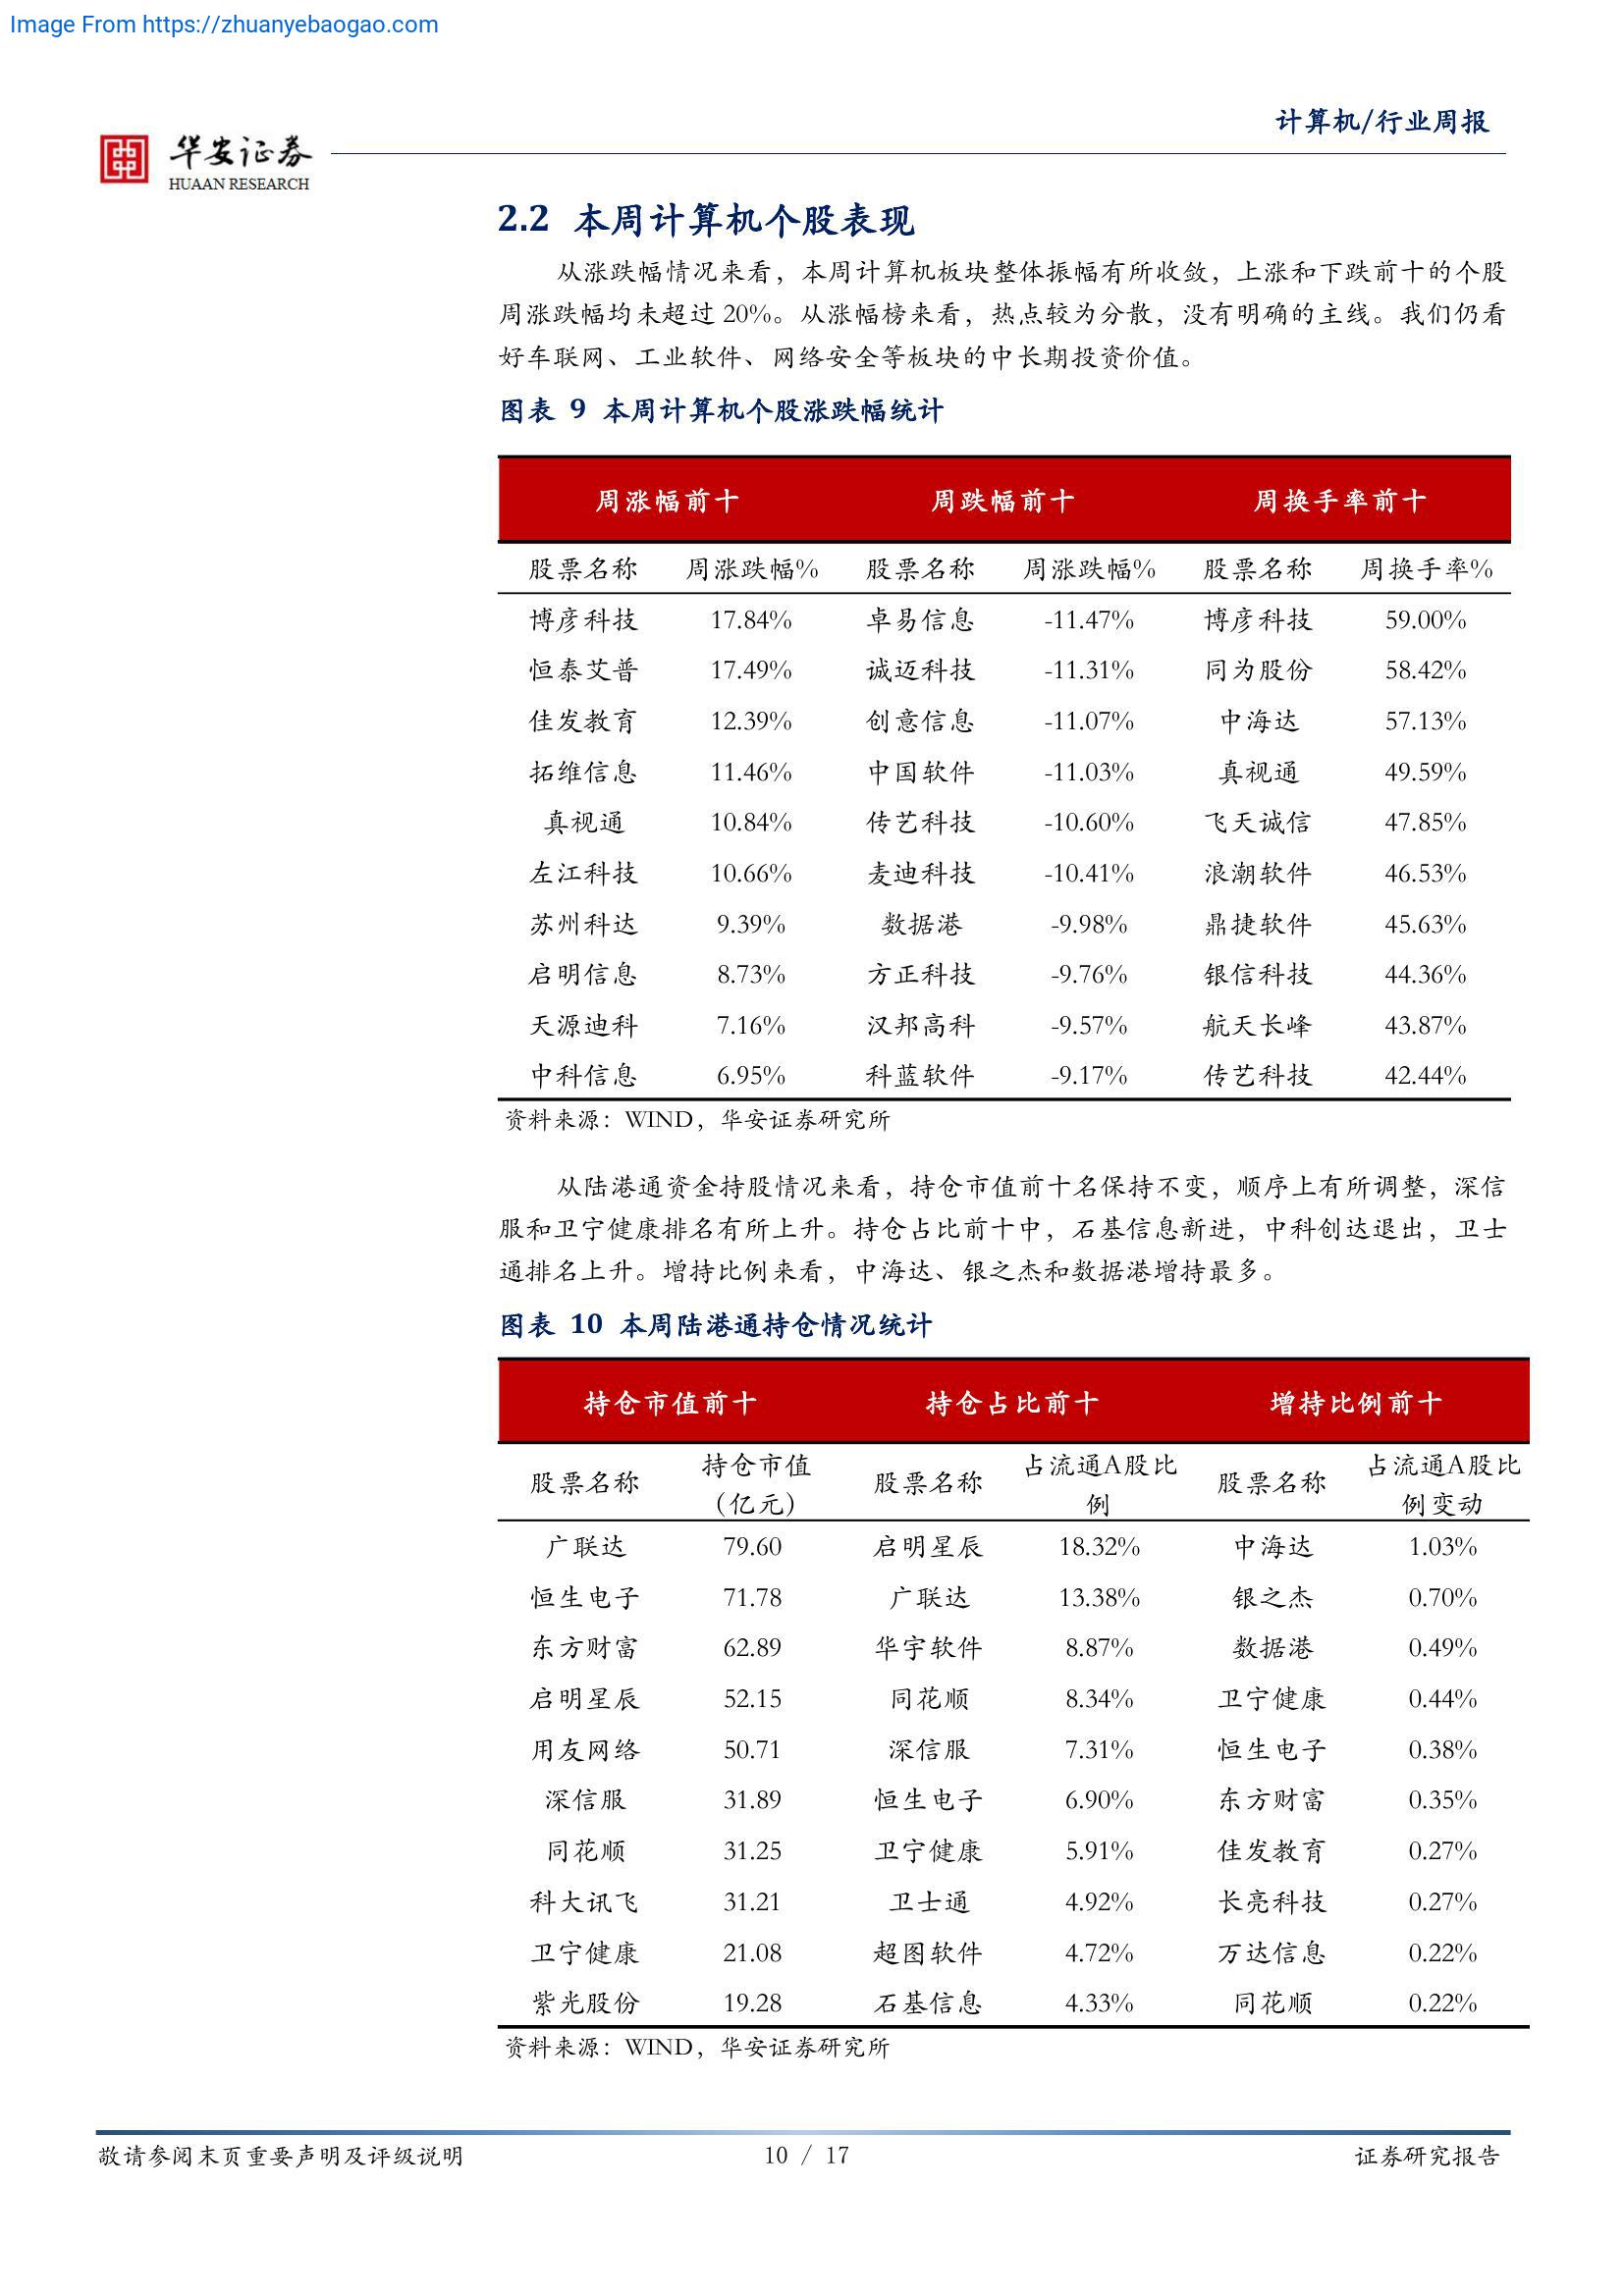 Image From https://zhuanyebaogao.com
计算机/行业周报
华安证券
HUAAN RESEARCH
2.2 本周计算机个股表现
从涨跌幅情况来看，本周计算机板块整体振幅有所收敛，上涨和下跌前十的个股
周涨跌幅均未超过 20%。从涨幅榜来看，热点较为分散，没有明确的主线。我们仍看
好车联网、工业软件、网络安全等板块的中长期投资价值。
图表 9 本周计算机个股涨跌幅统计
周涨幅前十 周跌幅前十 周换手率前十
股票名称 周涨跌幅% 股票名称 周涨跌幅% 股票名称 周换手率%
博彦科技 17.84% 卓易信息 -11.47% 博彦科技 59.00%
恒泰艾普 17.49% 诚迈科技 -11.31% 同为股份 58.42%
佳发教育 12.39% 创意信息 -11.07% 中海达 57.13%
拓维信息 11.46% 中国软件 -11.03% 真视通 49.59%
真视通 10.84% 传艺科技 -10.60% 飞天诚信 47.85%
左江科技 10.66% 麦迪科技 -10.41% 浪潮软件 46.53%
苏州科达 9.39% 数据港 -9.98% 鼎捷软件 45.63%
启明信息 8.73% 方正科技 -9.76% 银信科技 44.36%
天源迪科 7.16% 汉邦高科 -9.57% 航天长峰 43.87%
中科信息 6.95% 科蓝软件 -9.17% 传艺科技 42.44%
资料来源：WIND，华安证券研究所
从陆港通资金持股情况来看，持仓市值前十名保持不变，顺序上有所调整，深信
服和卫宁健康排名有所上升。持仓占比前十中，石基信息新进，中科创达退出，卫士
通排名上升。增持比例来看，中海达、银之杰和数据港增持最多。
图表 10 本周陆港通持仓情况统计
持仓市值前十 持仓占比前十 增持比例前十
股票名称 持仓市值 股票名称 占流通A股比 股票名称 占流通A股比
（亿元） 例 例变动
广联达 79.60 启明星辰 18.32% 中海达 1.03%
恒生电子 71.78 广联达 13.38% 银之杰 0.70%
东方财富 62.89 华宇软件 8.87% 数据港 0.49%
启明星辰 52.15 同花顺 8.34% 卫宁健康 0.44%
用友网络 50.71 深信服 7.31% 恒生电子 0.38%
深信服 31.89 恒生电子 6.90% 东方财富 0.35%
同花顺 31.25 卫宁健康 5.91% 佳发教育 0.27%
科大讯飞 31.21 卫士通 4.92% 长亮科技 0.27%
卫宁健康 21.08 超图软件 4.72% 万达信息 0.22%
紫光股份 19.28 石基信息 4.33% 同花顺 0.22%
资料来源：WIND，华安证券研究所
敬请参阅末页重要声明及评级说明 10 / 17 证券研究报告